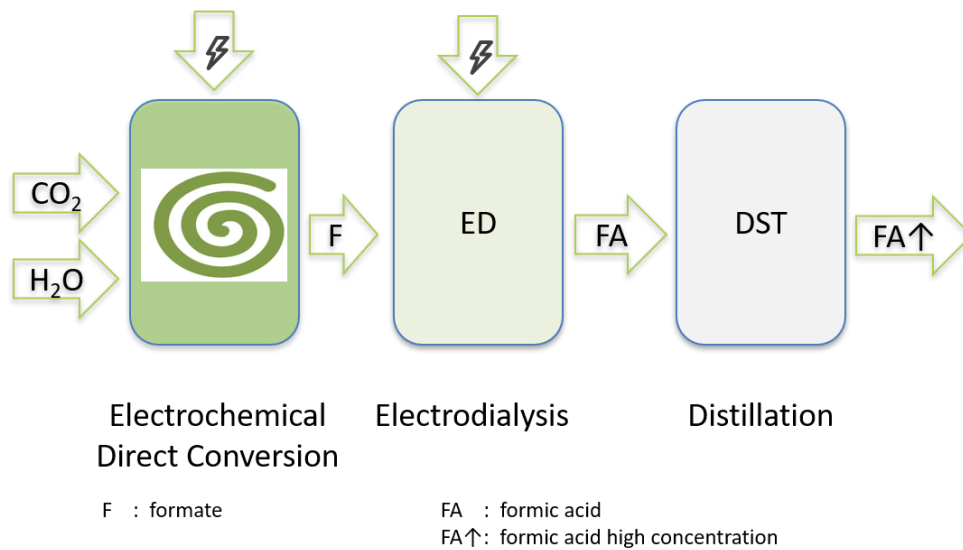 CO₂
H₂O
F
ED
FA
DST
FA↑
Electrochemical
Direct Conversion
Electrodialysis
Distillation
F : formate
FA : formic acid
FA↑: formic acid high concentration